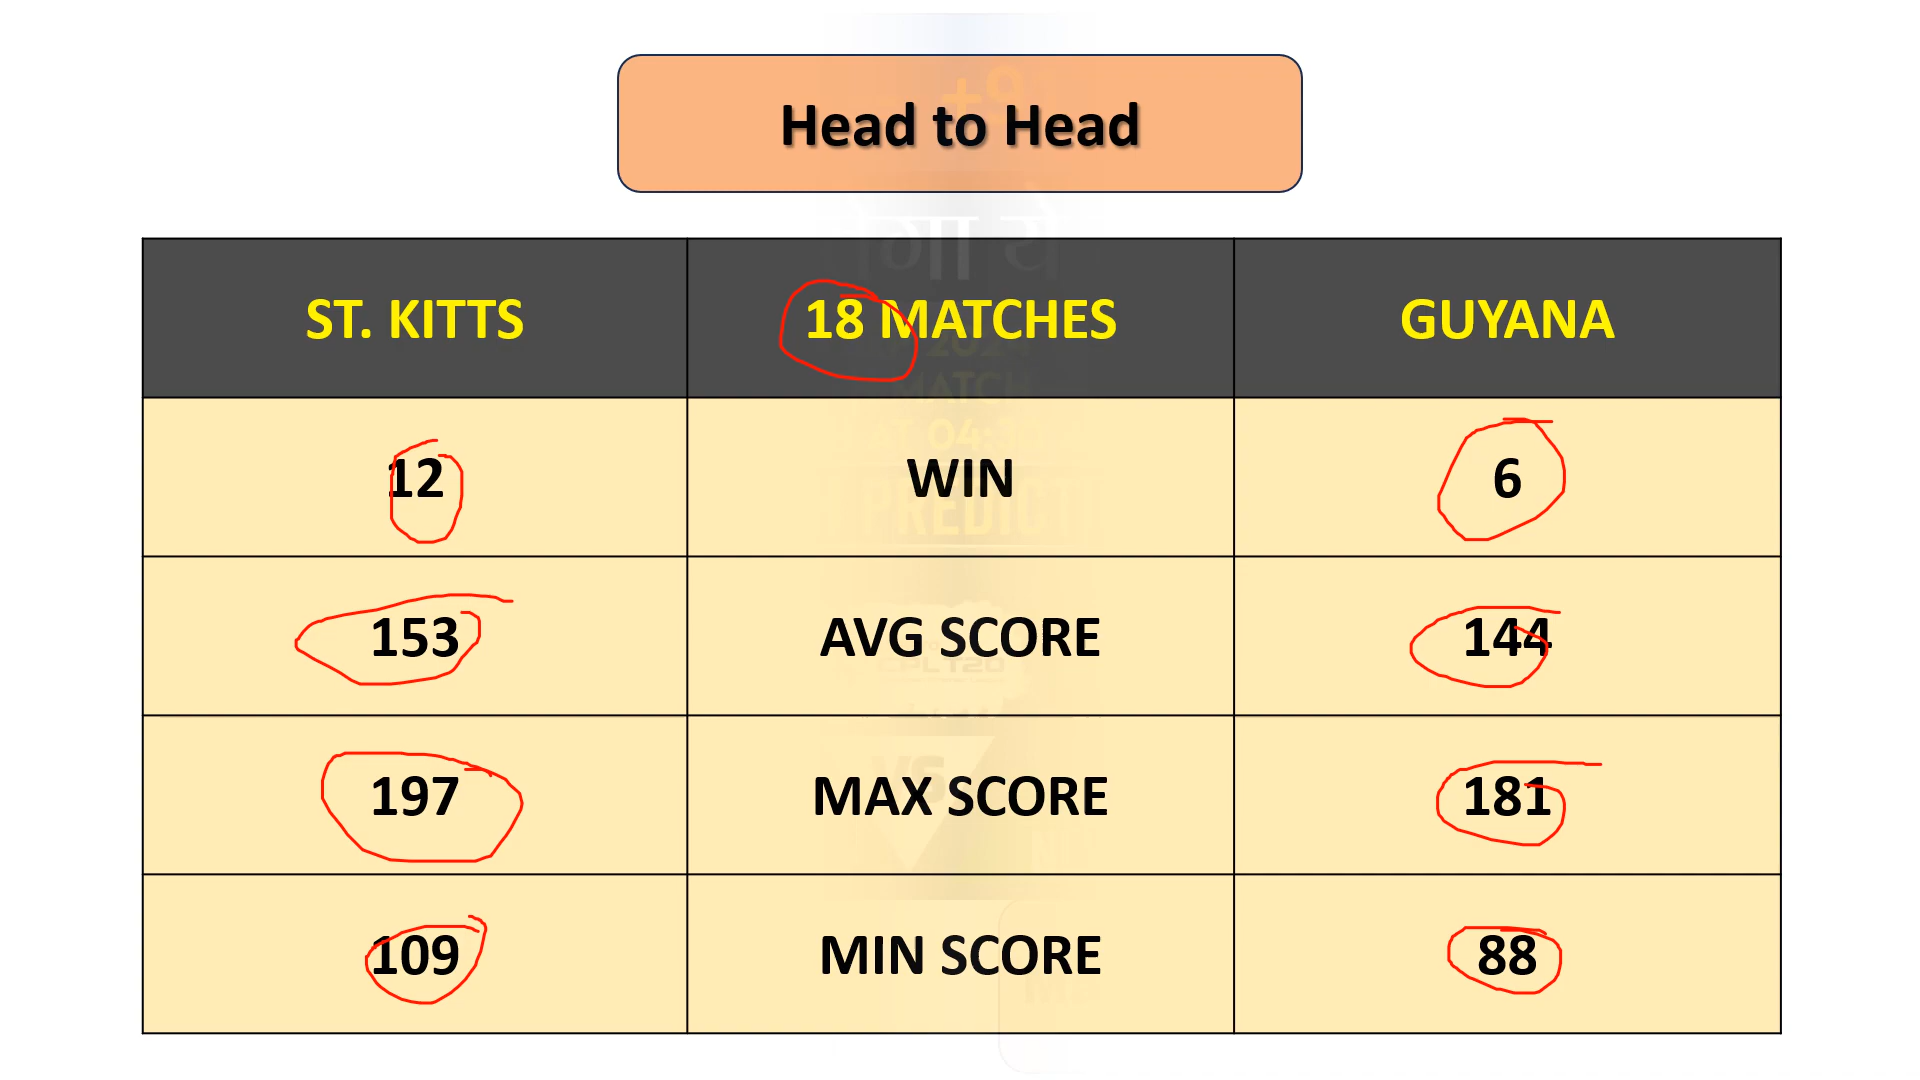 Head to Head
ST. KITTS 18 MATCHES GUYANA
12 WIN 6
153 AVG SCORE 144
197 MAX SCORE 181
109 MIN SCORE 88